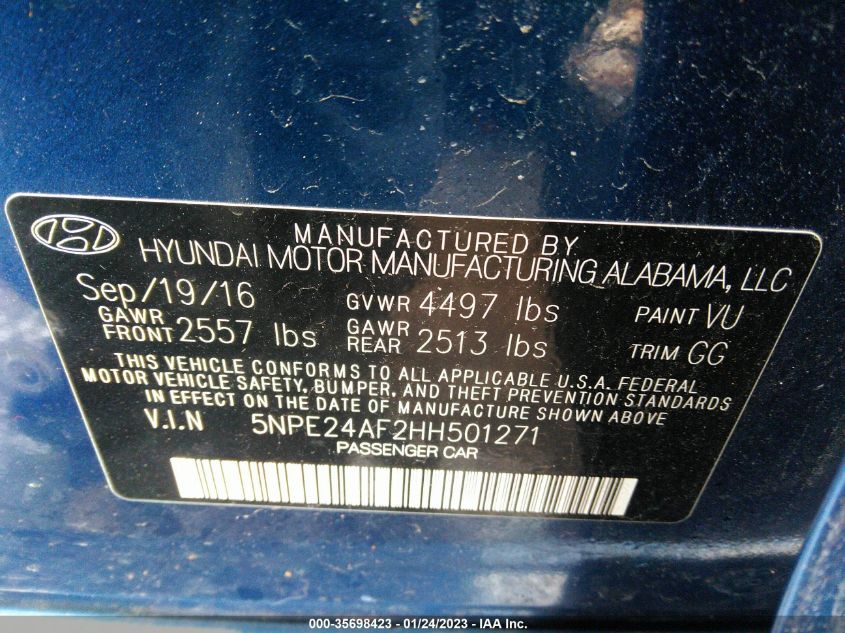 MANUFACTURED BY
HYUNDAI MOTOR MANUFACTURING ALABAMA, LLC
Sep/19/16 GVWR 4497 lbs PAINT VU
GAWR FRONT 2557 lbs GAWR REAR 2513 lbs TRIM GG
THIS VEHICLE CONFORMS TO ALL APPLICABLE U.S.A. FEDERAL
MOTOR VEHICLE SAFETY, BUMPER, AND THEFT PREVENTION STANDARDS
IN EFFECT ON THE DATE OF MANUFACTURE SHOWN ABOVE
V.I.N 5NPE24AF2HH501271
PASSENGER CAR
000-35698423 - 01/24/2023 - IAA Inc.